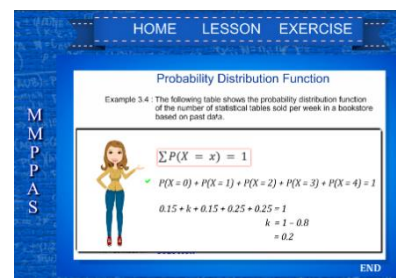 HOME LESSON EXERCISE
MMPPAS
Probability Distribution Function
Example 3.4 : The following table shows the probability distribution function
of the number of statistical tables sold per week in a bookstore
based on past data.
∑P(X = x) = 1
P(X = 0) + P(X = 1) + P(X = 2) + P(X = 3) + P(X = 4) = 1
0.15 + k + 0.15 + 0.25 + 0.25 = 1
k = 1 − 0.8
= 0.2
END